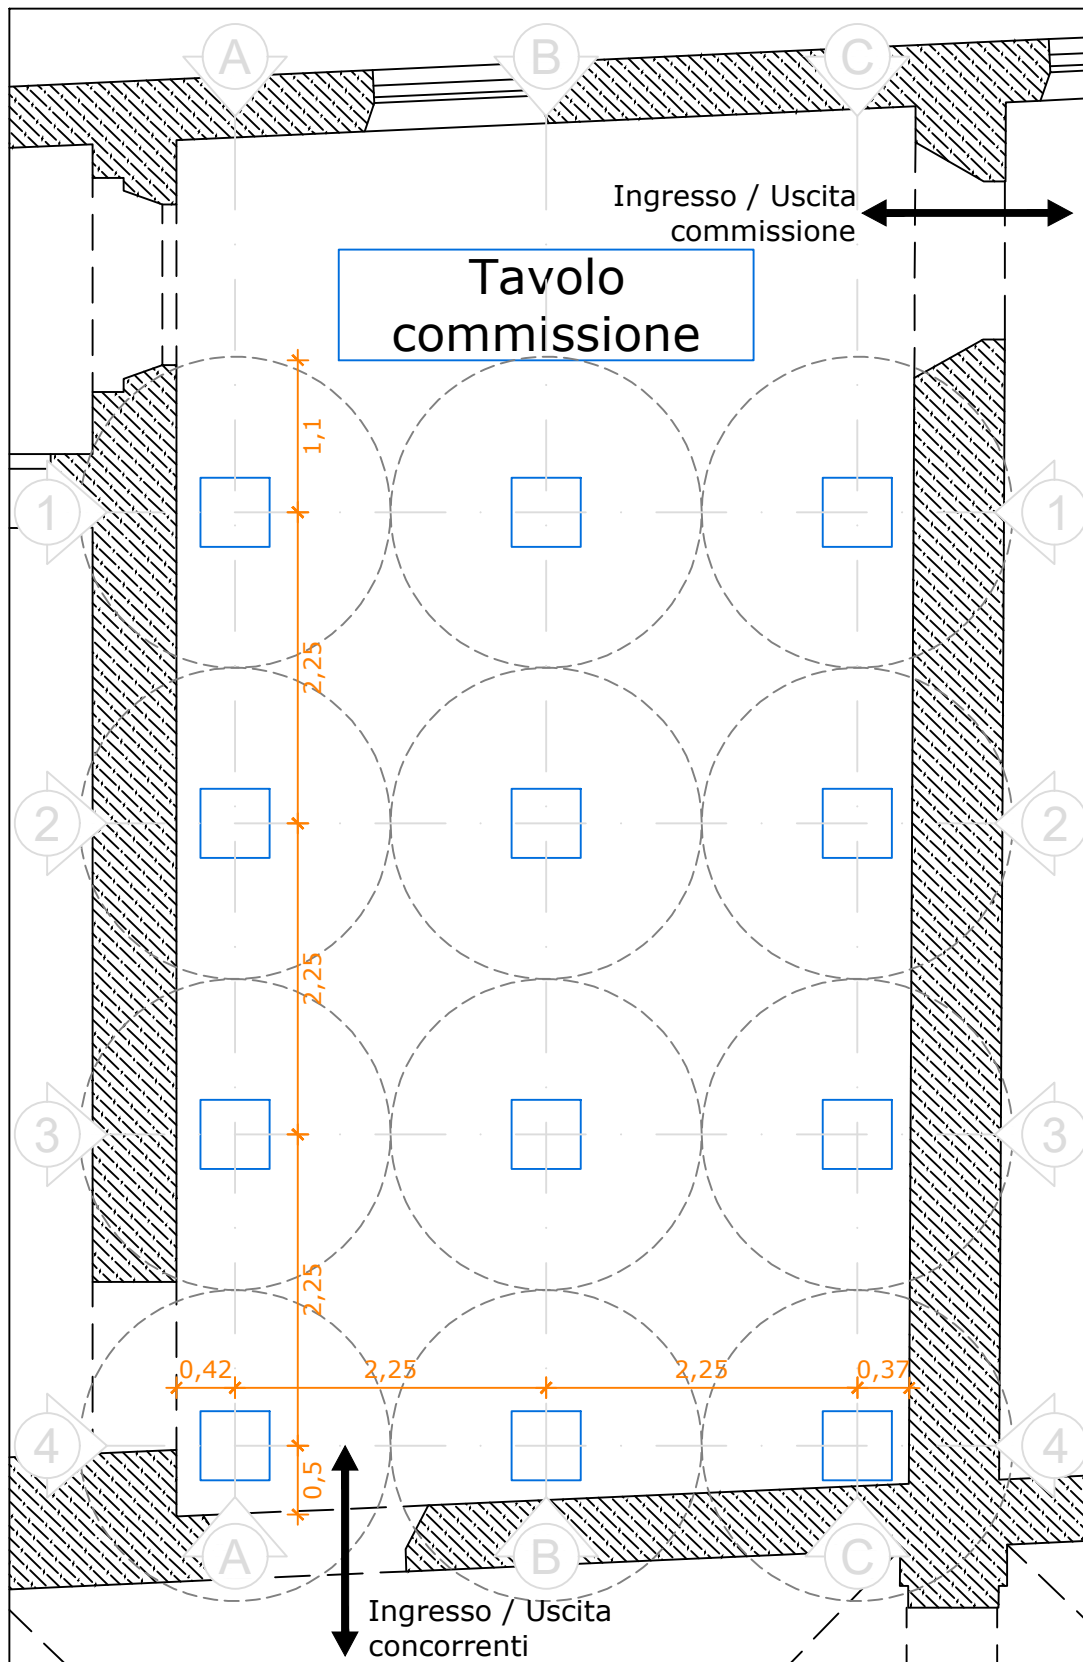 A B C
Ingresso / Uscita
commissione
Tavolo
commissione
1,1
1 1
2,25
2 2
2,25
3 3
2,25
0,42 2,25 2,25 0,37
4 4
0,5
A B C
Ingresso / Uscita
concorrenti